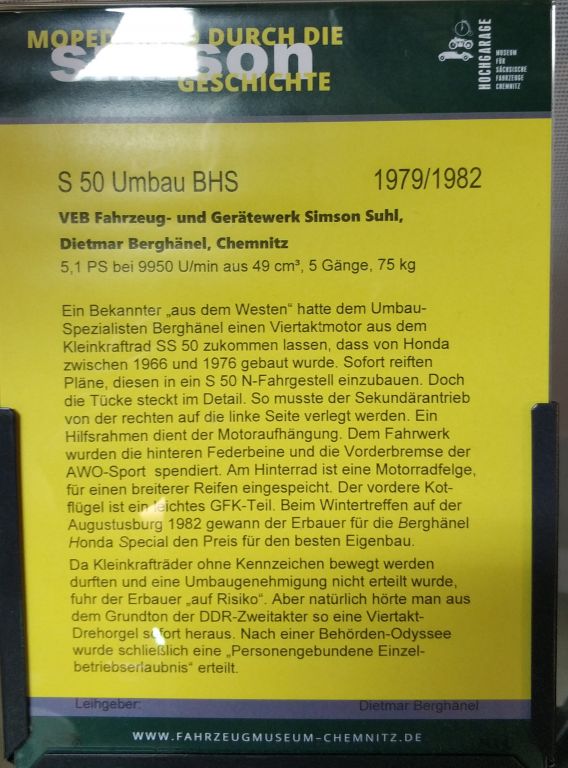 MOPED DURCH DIE
simson
GESCHICHTE
HOCHGARAGE
MUSEUM
FÜR
SÄCHSISCHE
FAHRZEUGE
CHEMNITZ
S 50 Umbau BHS 1979/1982
VEB Fahrzeug- und Gerätewerk Simson Suhl,
Dietmar Berghänel, Chemnitz
5,1 PS bei 9950 U/min aus 49 cm³, 5 Gänge, 75 kg
Ein Bekannter „aus dem Westen“ hatte dem Umbau-
Spezialisten Berghänel einen Viertaktmotor aus dem
Kleinkraftrad SS 50 zukommen lassen, dass von Honda
zwischen 1966 und 1976 gebaut wurde. Sofort reiften
Pläne, diesen in ein S 50 N-Fahrgestell einzubauen. Doch
die Tücke steckt im Detail. So musste der Sekundärantrieb
von der rechten auf die linke Seite verlegt werden. Ein
Hilfsrahmen dient der Motoraufhängung. Dem Fahrwerk
wurden die hinteren Federbeine und die Vorderbremse der
AWO-Sport spendiert. Am Hinterrad ist eine Motorradfelge,
für einen breiterer Reifen eingespeicht. Der vordere Kot-
flügel ist ein leichtes GFK-Teil. Beim Wintertreffen auf der
Augustusburg 1982 gewann der Erbauer für die Berghänel
Honda Special den Preis für den besten Eigenbau.
Da Kleinkrafträder ohne Kennzeichen bewegt werden
durften und eine Umbaugenehmigung nicht erteilt wurde,
fuhr der Erbauer „auf Risiko“. Aber natürlich hörte man aus
dem Grundton der DDR-Zweitakter so eine Viertakt-
Drehorgel sofort heraus. Nach einer Behörden-Odyssee
wurde schließlich eine „Personengebundene Einzel-
betriebserlaubnis“ erteilt.
Leihgeber: Dietmar Berghänel
WWW.FAHRZEUGMUSEUM-CHEMNITZ.DE